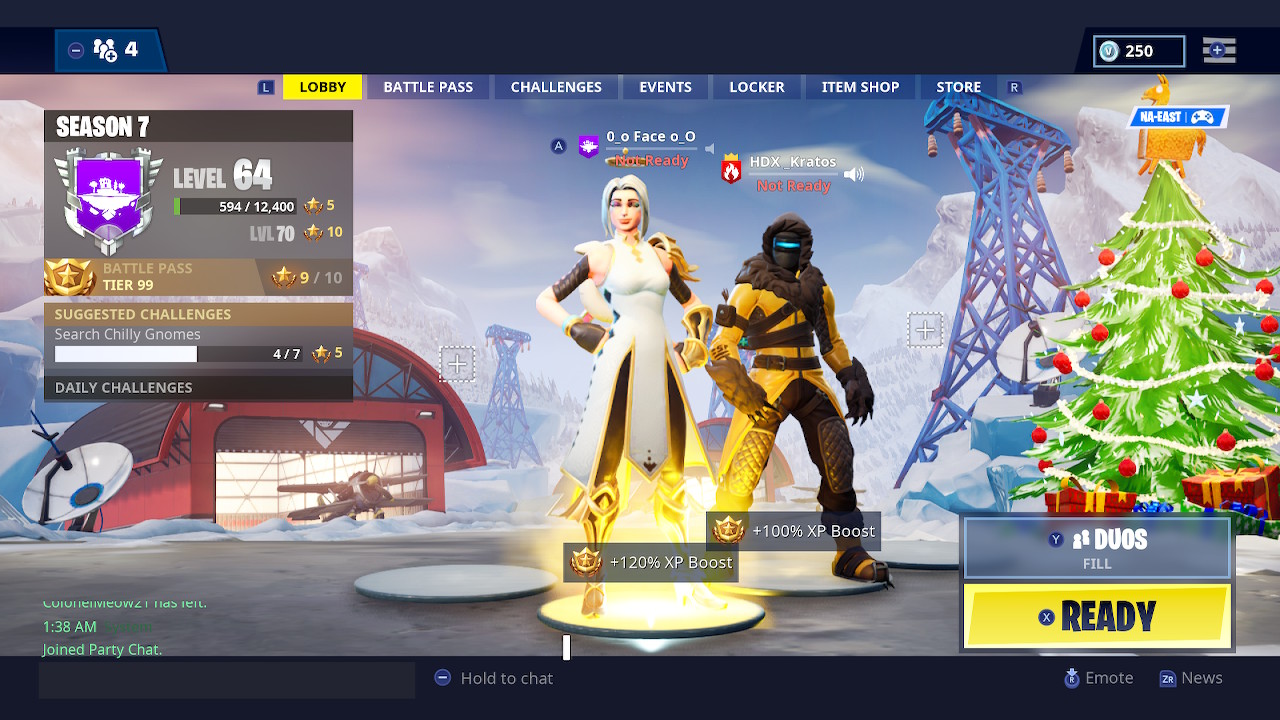 4
250
L
LOBBY
BATTLE PASS
CHALLENGES
EVENTS
LOCKER
ITEM SHOP
STORE
R
SEASON 7
LEVEL 64
594 / 12,400
5
LVL 70
10
BATTLE PASS
TIER 99
9 / 10
SUGGESTED CHALLENGES
Search Chilly Gnomes
4 / 7
5
DAILY CHALLENGES
A
0_o Face o_O
Not Ready
HDX_Kratos
Not Ready
NA-EAST
+100% XP Boost
+120% XP Boost
Y DUOS
FILL
X READY
ColonelMeow21 has left.
1:38 AM
Joined Party Chat.
Hold to chat
R Emote
ZR News